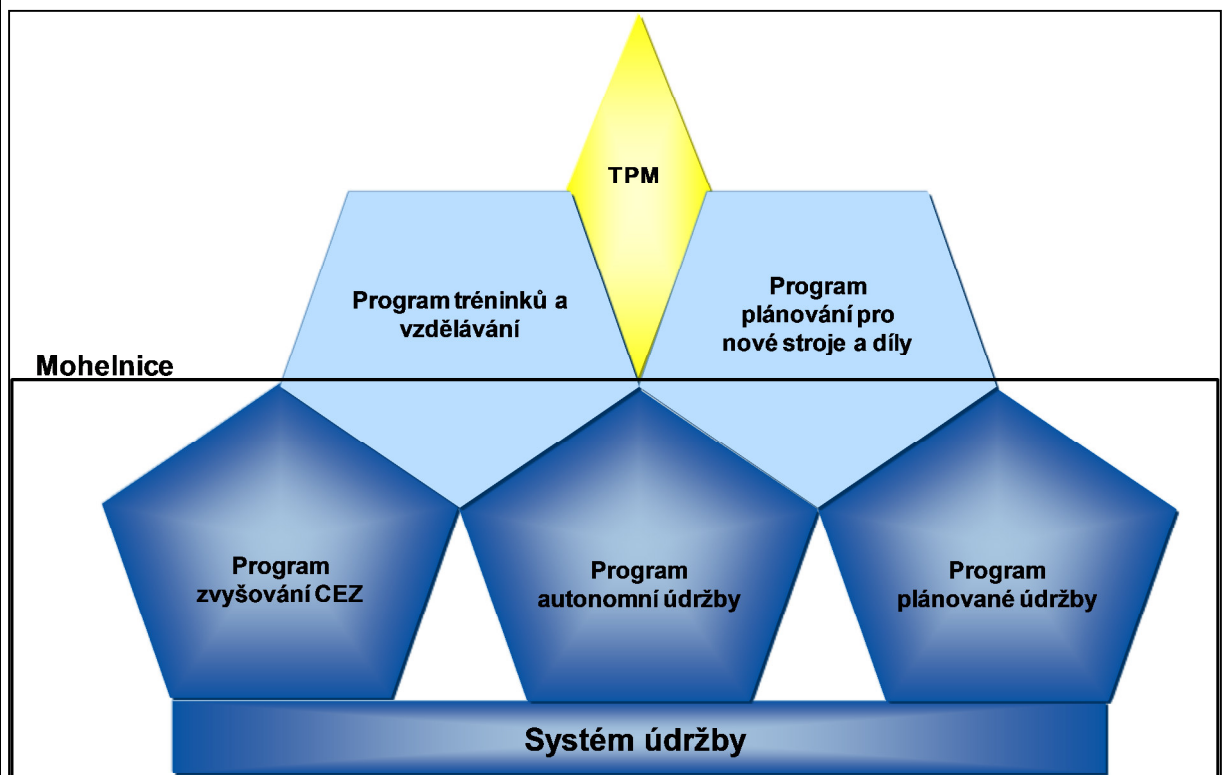 TPM
Program tréninků a
vzdělávání
Program
plánování pro
nové stroje a díly
Mohelnice
Program
zvyšování CEZ
Program
autonomní údržby
Program
plánované údržby
Systém údržby